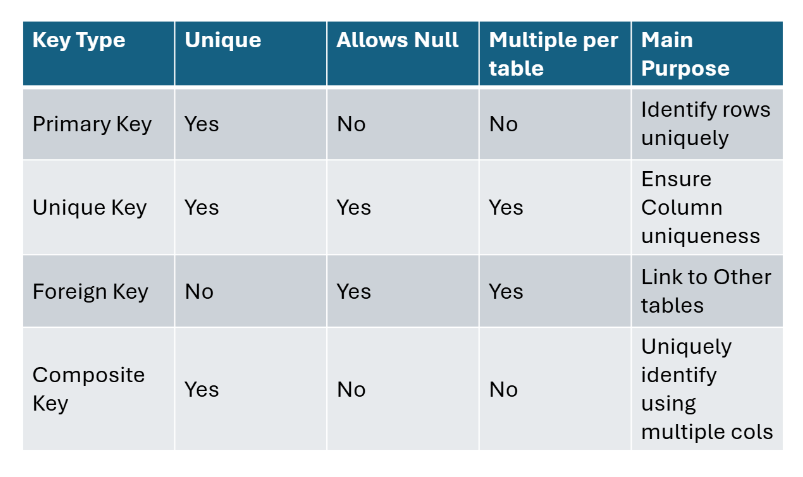 Key Type Unique Allows Null Multiple per table Main Purpose
Primary Key Yes No No Identify rows uniquely
Unique Key Yes Yes Yes Ensure Column uniqueness
Foreign Key No Yes Yes Link to Other tables
Composite Key Yes No No Uniquely identify using multiple cols